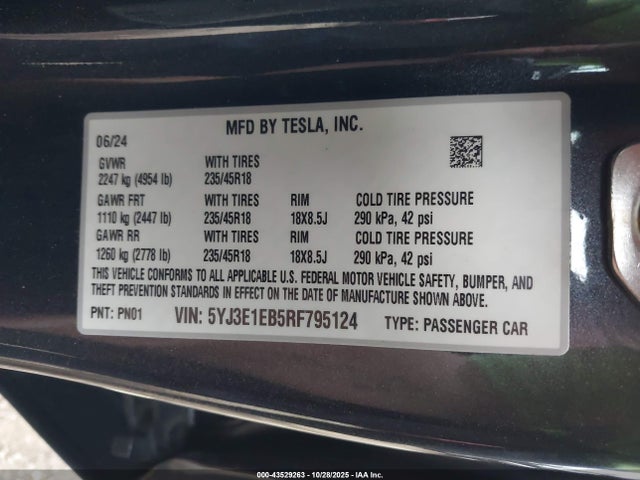 MFD BY TESLA, INC.
06/24
GVWR WITH TIRES
2247 kg (4954 lb) 235/45R18
GAWR FRT WITH TIRES RIM COLD TIRE PRESSURE
1110 kg (2447 lb) 235/45R18 18X8.5J 290 kPa, 42 psi
GAWR RR WITH TIRES RIM COLD TIRE PRESSURE
1260 kg (2778 lb) 235/45R18 18X8.5J 290 kPa, 42 psi
THIS VEHICLE CONFORMS TO ALL APPLICABLE U.S. FEDERAL MOTOR VEHICLE SAFETY, BUMPER, AND
THEFT PREVENTION STANDARDS IN EFFECT ON THE DATE OF MANUFACTURE SHOWN ABOVE.
PNT: PN01 VIN: 5YJ3E1EB5RF795124 TYPE: PASSENGER CAR
000-43529263 | 10/28/2025 | IAA Inc.